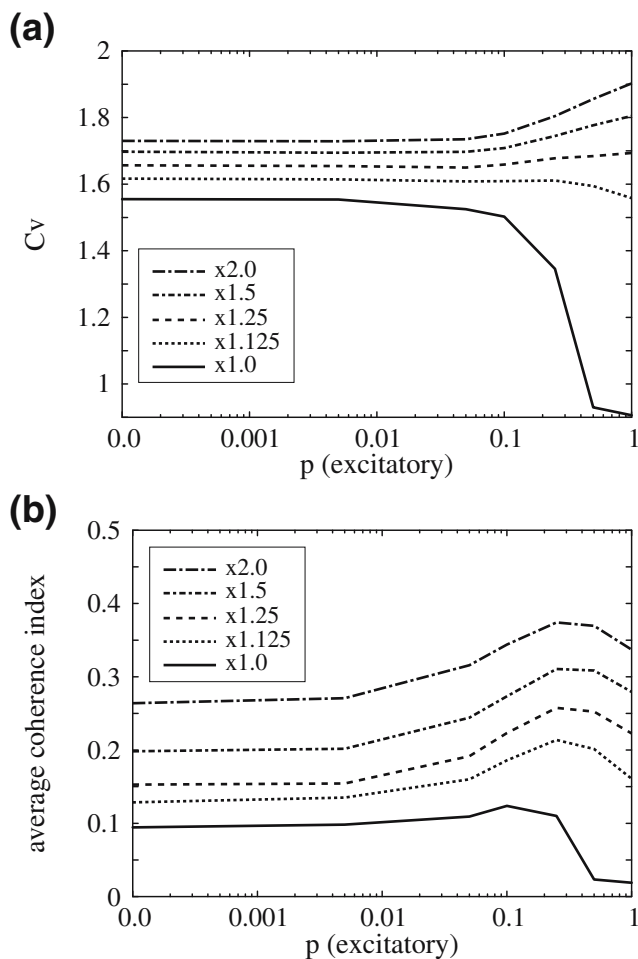 (a)
2
1.8
1.6
1.4
1.2
1
Cv
x2.0
x1.5
x1.25
x1.125
x1.0
0.0 0.001 0.01 0.1 1
p (excitatory)
(b)
0.5
0.4
0.3
0.2
0.1
0
average coherence index
x2.0
x1.5
x1.25
x1.125
x1.0
0.0 0.001 0.01 0.1 1
p (excitatory)